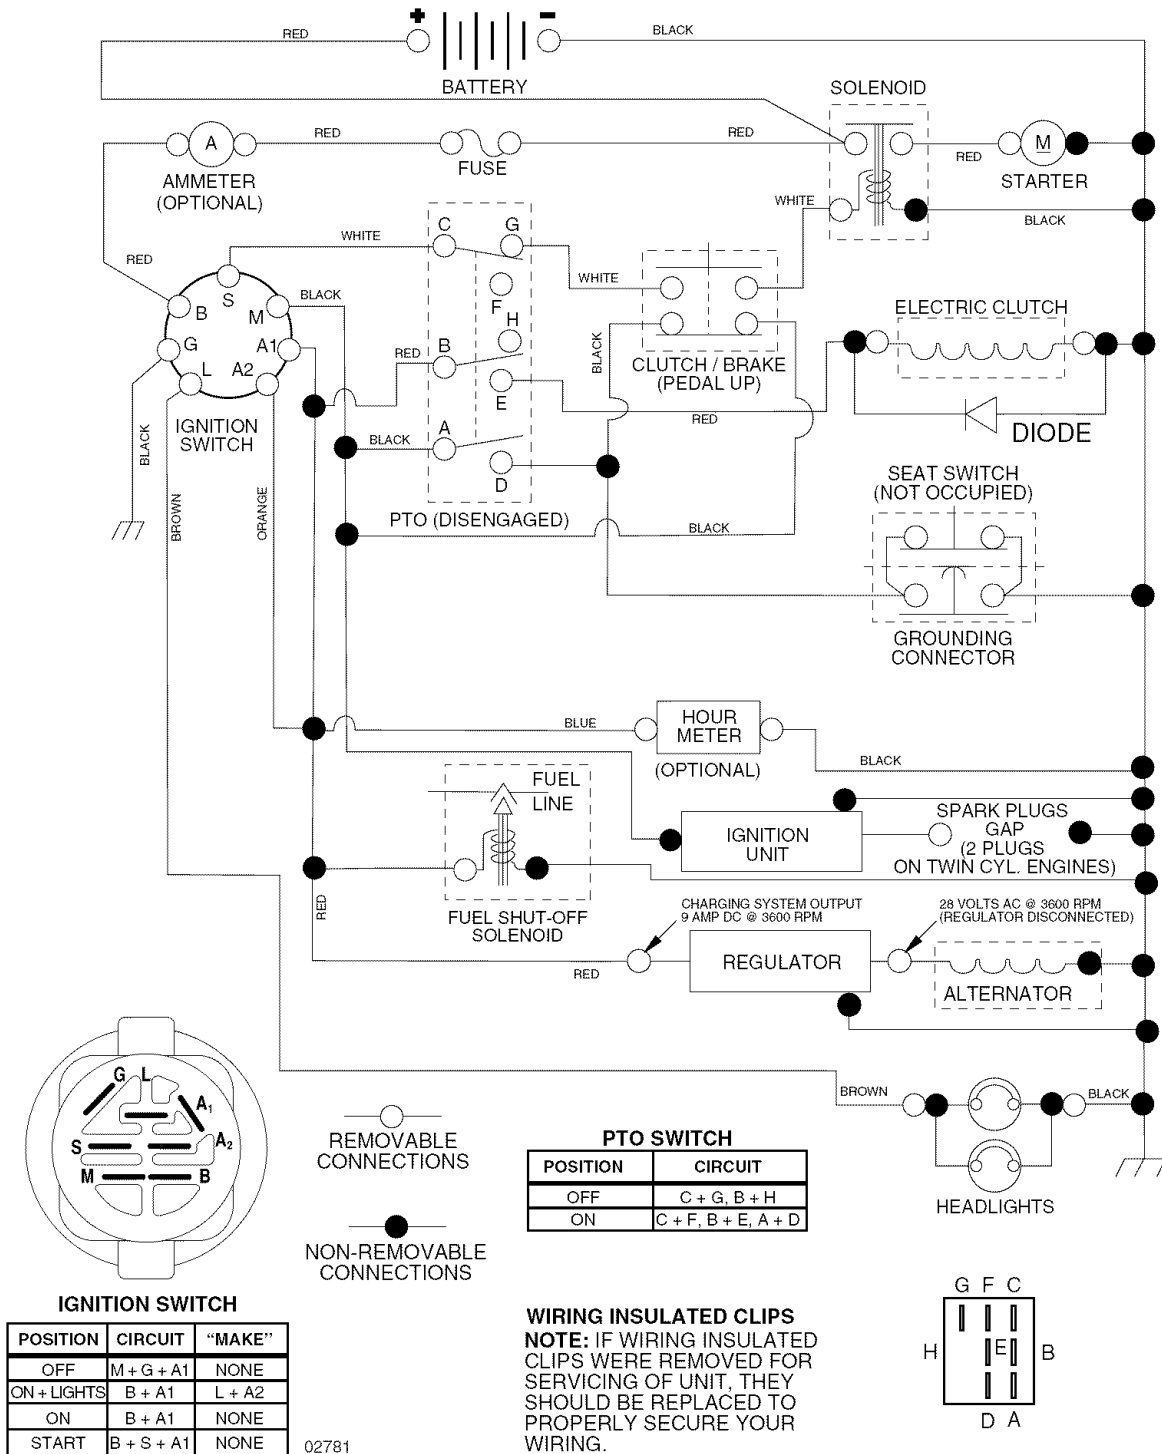 + −
RED
BLACK
BATTERY
SOLENOID
A
RED
RED
RED
M
FUSE
AMMETER
(OPTIONAL)
STARTER
WHITE
BLACK
WHITE
C G
RED
S
WHITE
F
BLACK
B M
ELECTRIC CLUTCH
H
G A1
RED
B
BLACK
CLUTCH / BRAKE
(PEDAL UP)
L A2
E
RED
IGNITION
SWITCH
A
BLACK
DIODE
BLACK
D
SEAT SWITCH
(NOT OCCUPIED)
BROWN
ORANGE
PTO (DISENGAGED)
BLACK
GROUNDING
CONNECTOR
BLUE
HOUR
METER
(OPTIONAL)
BLACK
FUEL
LINE
IGNITION
UNIT
SPARK PLUGS
GAP
(2 PLUGS
ON TWIN CYL. ENGINES)
RED
FUEL SHUT-OFF
SOLENOID
CHARGING SYSTEM OUTPUT
9 AMP DC @ 3600 RPM
28 VOLTS AC @ 3600 RPM
(REGULATOR DISCONNECTED)
RED
REGULATOR
ALTERNATOR
BROWN
BLACK
HEADLIGHTS
G L
A1
S A2
M B
REMOVABLE
CONNECTIONS
NON-REMOVABLE
CONNECTIONS
PTO SWITCH
POSITION CIRCUIT
OFF C + G, B + H
ON C + F, B + E, A + D
IGNITION SWITCH
POSITION CIRCUIT “MAKE”
OFF M + G + A1 NONE
ON + LIGHTS B + A1 L + A2
ON B + A1 NONE
START B + S + A1 NONE
02781
WIRING INSULATED CLIPS
NOTE: IF WIRING INSULATED
CLIPS WERE REMOVED FOR
SERVICING OF UNIT, THEY
SHOULD BE REPLACED TO
PROPERLY SECURE YOUR
WIRING.
G F C
H E B
D A